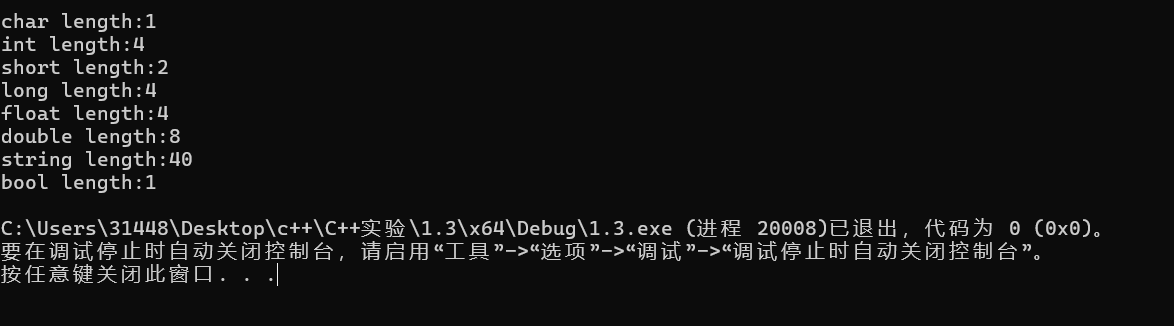 char length:1
int length:4
short length:2
long length:4
float length:4
double length:8
string length:40
bool length:1
C:\Users\31448\Desktop\c++\C++实验\1.3\x64\Debug\1.3.exe (进程 20008)已退出，代码为 0 (0x0)。
要在调试停止时自动关闭控制台，请启用“工具”->“选项”->“调试”->“调试停止时自动关闭控制台”。
按任意键关闭此窗口. . .